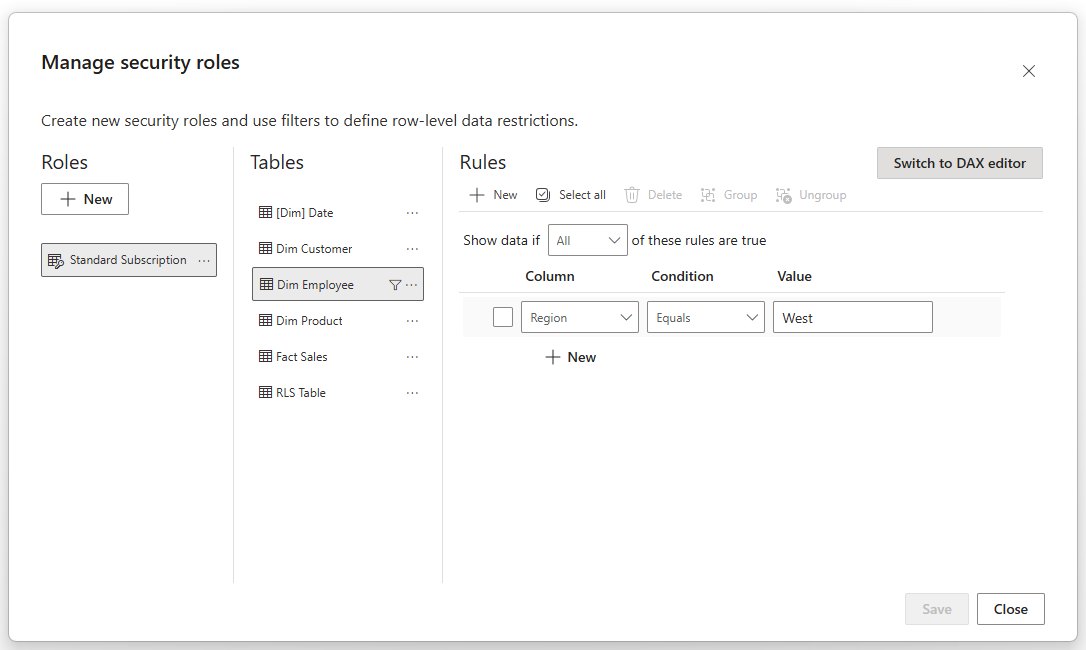 Manage security roles
Create new security roles and use filters to define row-level data restrictions.
Roles
New
Standard Subscription ...
Tables
[Dim] Date ...
Dim Customer ...
Dim Employee ...
Dim Product ...
Fact Sales ...
RLS Table ...
Rules
Switch to DAX editor
New Select all Delete Group Ungroup
Show data if All of these rules are true
Column Condition Value
Region Equals West
New
Save Close